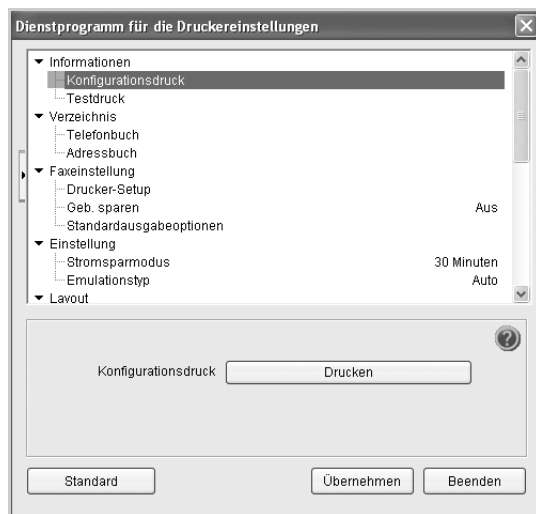 Dienstprogramm für die Druckereinstellungen
Informationen
Konfigurationsdruck
Testdruck
Verzeichnis
Telefonbuch
Adressbuch
Faxeinstellung
Drucker-Setup
Geb. sparen Aus
Standardausgabeoptionen
Einstellung
Stromsparmodus 30 Minuten
Emulationstyp Auto
Layout
Konfigurationsdruck Drucken
Standard Übernehmen Beenden